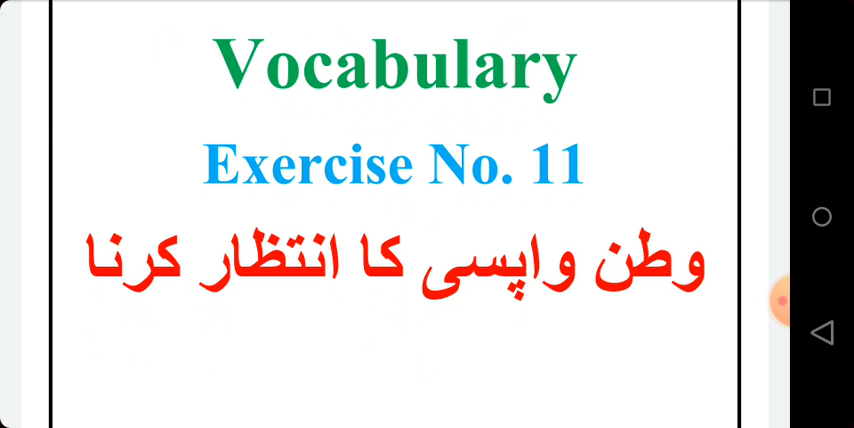 Vocabulary
Exercise No. 11
وطن واپسی کا انتظار کرنا